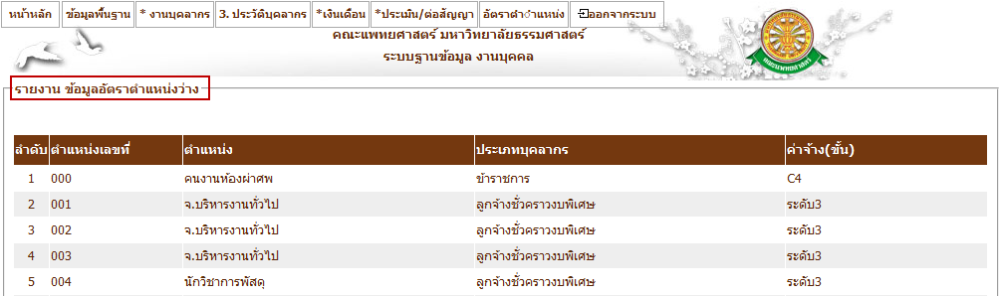 หน้าหลัก ข้อมูลพื้นฐาน * งานบุคลากร 3. ประวัติบุคลากร *เงินเดือน *ประเมิน/ต่อสัญญา อัตราตำาแหน่ง ออกจากระบบ
คณะแพทยศาสตร์ มหาวิทยาลัยธรรมศาสตร์
ระบบฐานข้อมูล งานบุคคล
คณะแพทยศาสตร์
รายงาน ข้อมูลอัตราตำแหน่งว่าง
ลำดับ ตำแหน่งเลขที่ ตำแหน่ง ประเภทบุคลากร ค่าจ้าง(ขั้น)
1 000 คนงานห้องผ่าศพ ข้าราชการ C4
2 001 จ.บริหารงานทั่วไป ลูกจ้างชั่วคราวงบพิเศษ ระดับ3
3 002 จ.บริหารงานทั่วไป ลูกจ้างชั่วคราวงบพิเศษ ระดับ3
4 003 จ.บริหารงานทั่วไป ลูกจ้างชั่วคราวงบพิเศษ ระดับ3
5 004 นักวิชาการพัสดุ ลูกจ้างชั่วคราวงบพิเศษ ระดับ3